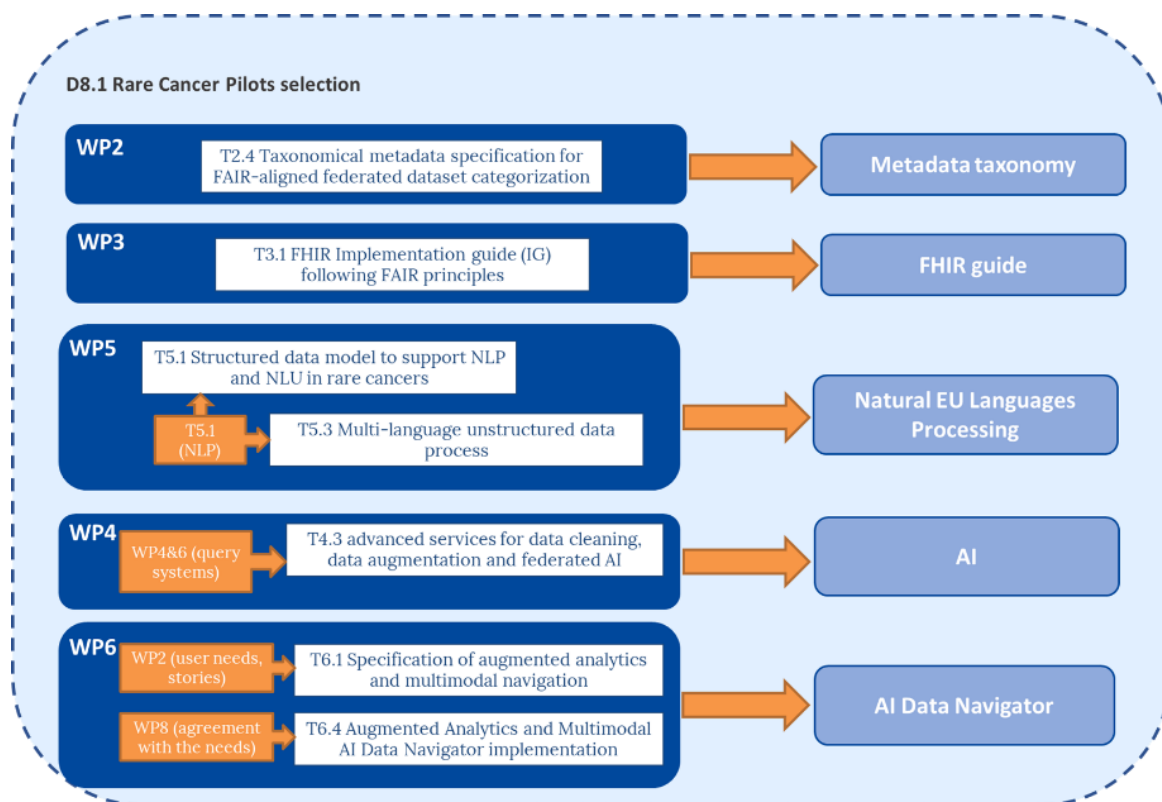 D8.1 Rare Cancer Pilots selection
WP2
T2.4 Taxonomical metadata specification for
FAIR-aligned federated dataset categorization
Metadata taxonomy
WP3
T3.1 FHIR Implementation guide (IG)
following FAIR principles
FHIR guide
WP5
T5.1 Structured data model to support NLP
and NLU in rare cancers
T5.1
(NLP)
T5.3 Multi-language unstructured data
process
Natural EU Languages
Processing
WP4
WP4&6 (query
systems)
T4.3 advanced services for data cleaning,
data augmentation and federated AI
AI
WP6
WP2 (user needs,
stories)
T6.1 Specification of augmented analytics
and multimodal navigation
WP8 (agreement
with the needs)
T6.4 Augmented Analytics and Multimodal
AI Data Navigator implementation
AI Data Navigator